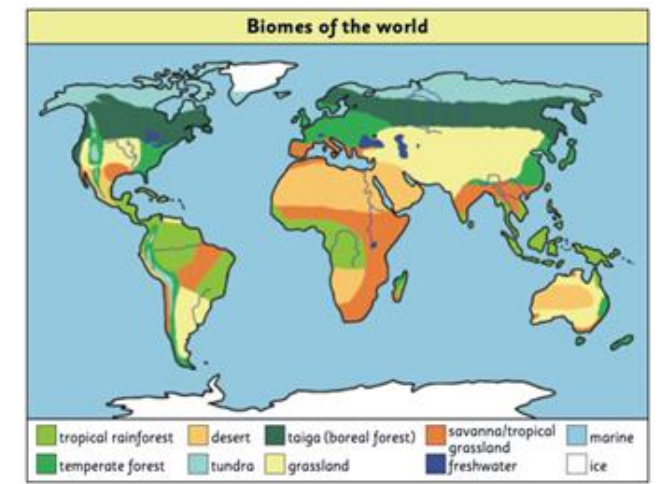 Biomes of the world
tropical rainforest
desert
taiga (boreal forest)
savanna/tropical
grassland
marine
temperate forest
tundra
grassland
freshwater
ice